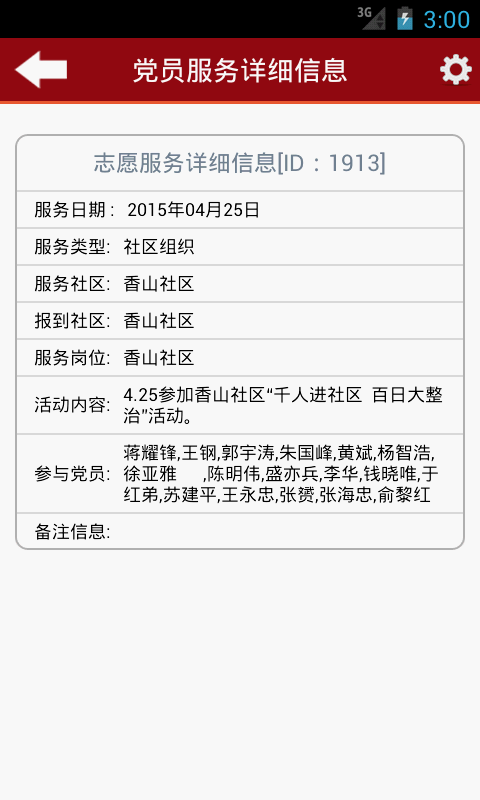 3G
3:00
党员服务详细信息
志愿服务详细信息[ID：1913]
服务日期： 2015年04月25日
服务类型: 社区组织
服务社区: 香山社区
报到社区: 香山社区
服务岗位: 香山社区
活动内容: 4.25参加香山社区“千人进社区 百日大整
治”活动。
参与党员: 蒋耀锋,王钢,郭宇涛,朱国峰,黄斌,杨智浩,
徐亚雅 ,陈明伟,盛亦兵,李华,钱晓唯,于
红弟,苏建平,王永忠,张赟,张海忠,俞黎红
备注信息: